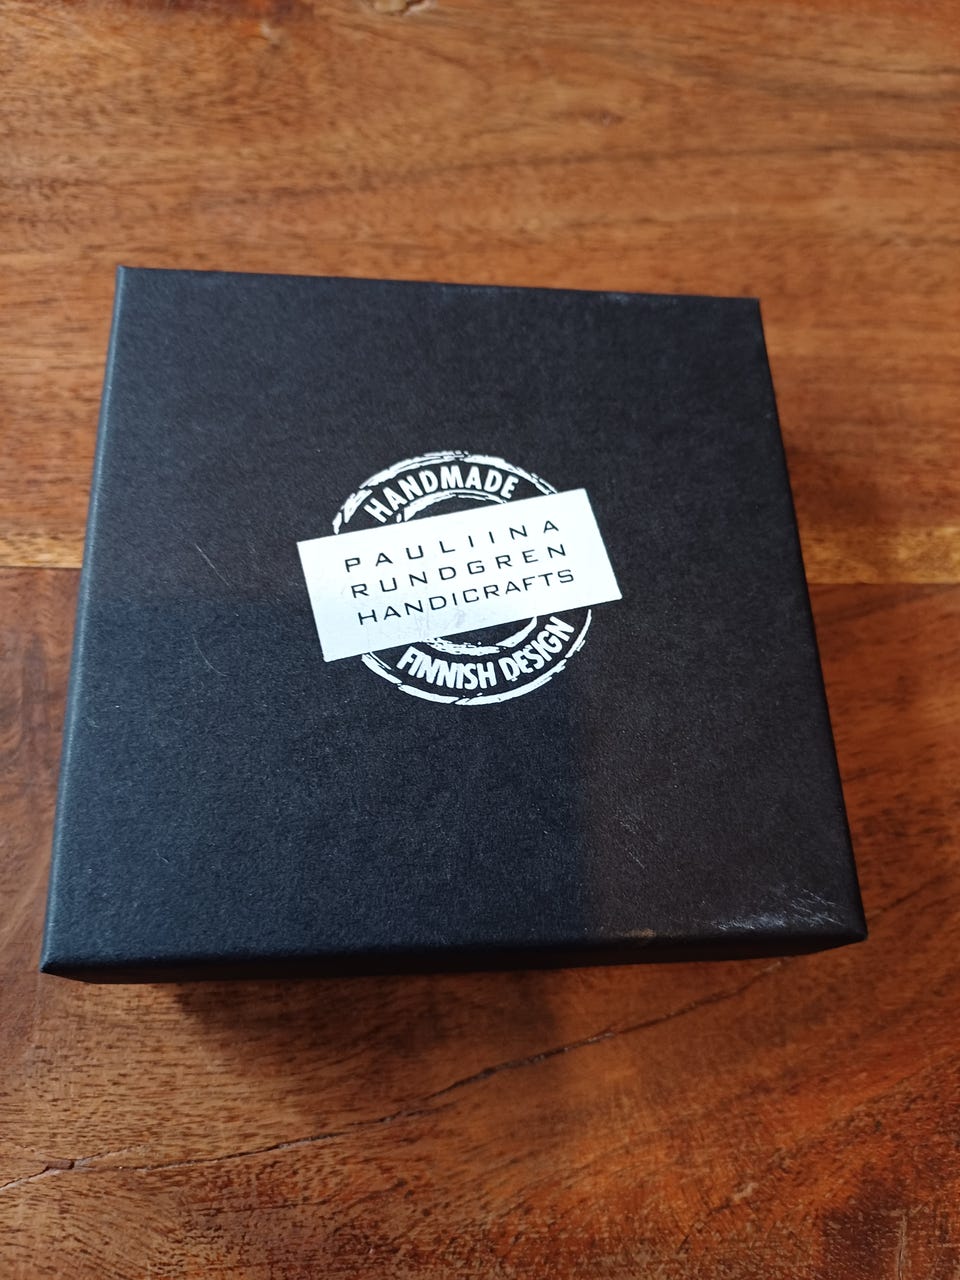 HANDMADE
PAULIINA
RUNDGREN
HANDICRAFTS
FINNISH DESIGN